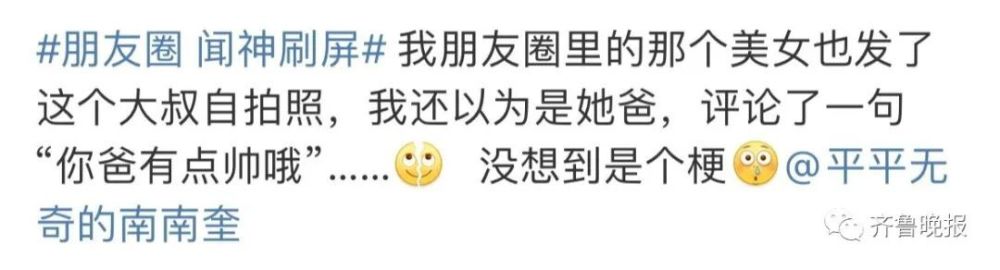 #朋友圈 闻神刷屏# 我朋友圈里的那个美女也发了
这个大叔自拍照，我还以为是她爸，评论了一句
“你爸有点帅哦”…… 没想到是个梗 @平平无
奇的南南奎
齐鲁晚报